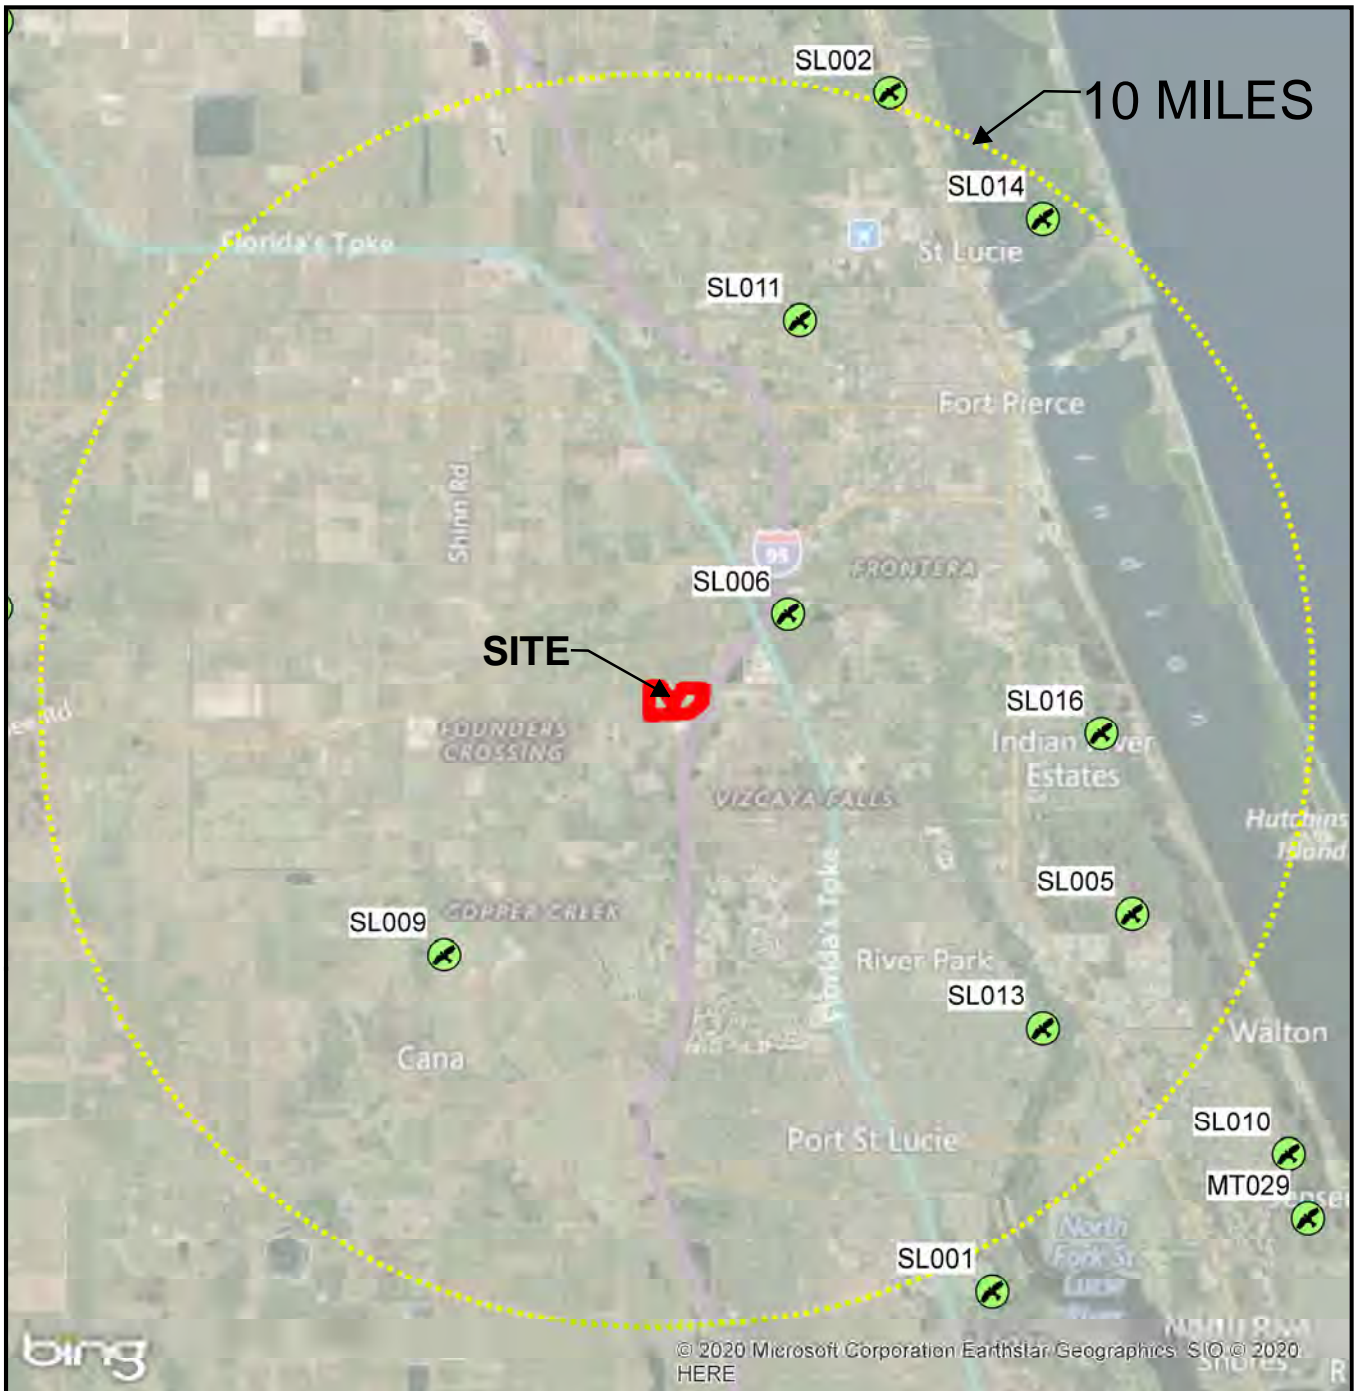 SL002
10 MILES
SL014
Florida's Tpke
St Lucie
SL011
Fort Pierce
Shinn Rd
95
FRONTERA
SL006
SITE
SL016
FOUNDERS
CROSSING
Indian River
Estates
VIZCAYA FALLS
Hutchins
Island
Florida's Tpke
SL005
SL009
COPPER CREEK
River Park
SL013
Walton
Cana
SL010
Port St Lucie
MT029
North
Fork St
Lucie
River
SL001
bing
© 2020 Microsoft Corporation Earthstar Geographics SIO © 2020
HERE
Shores
R